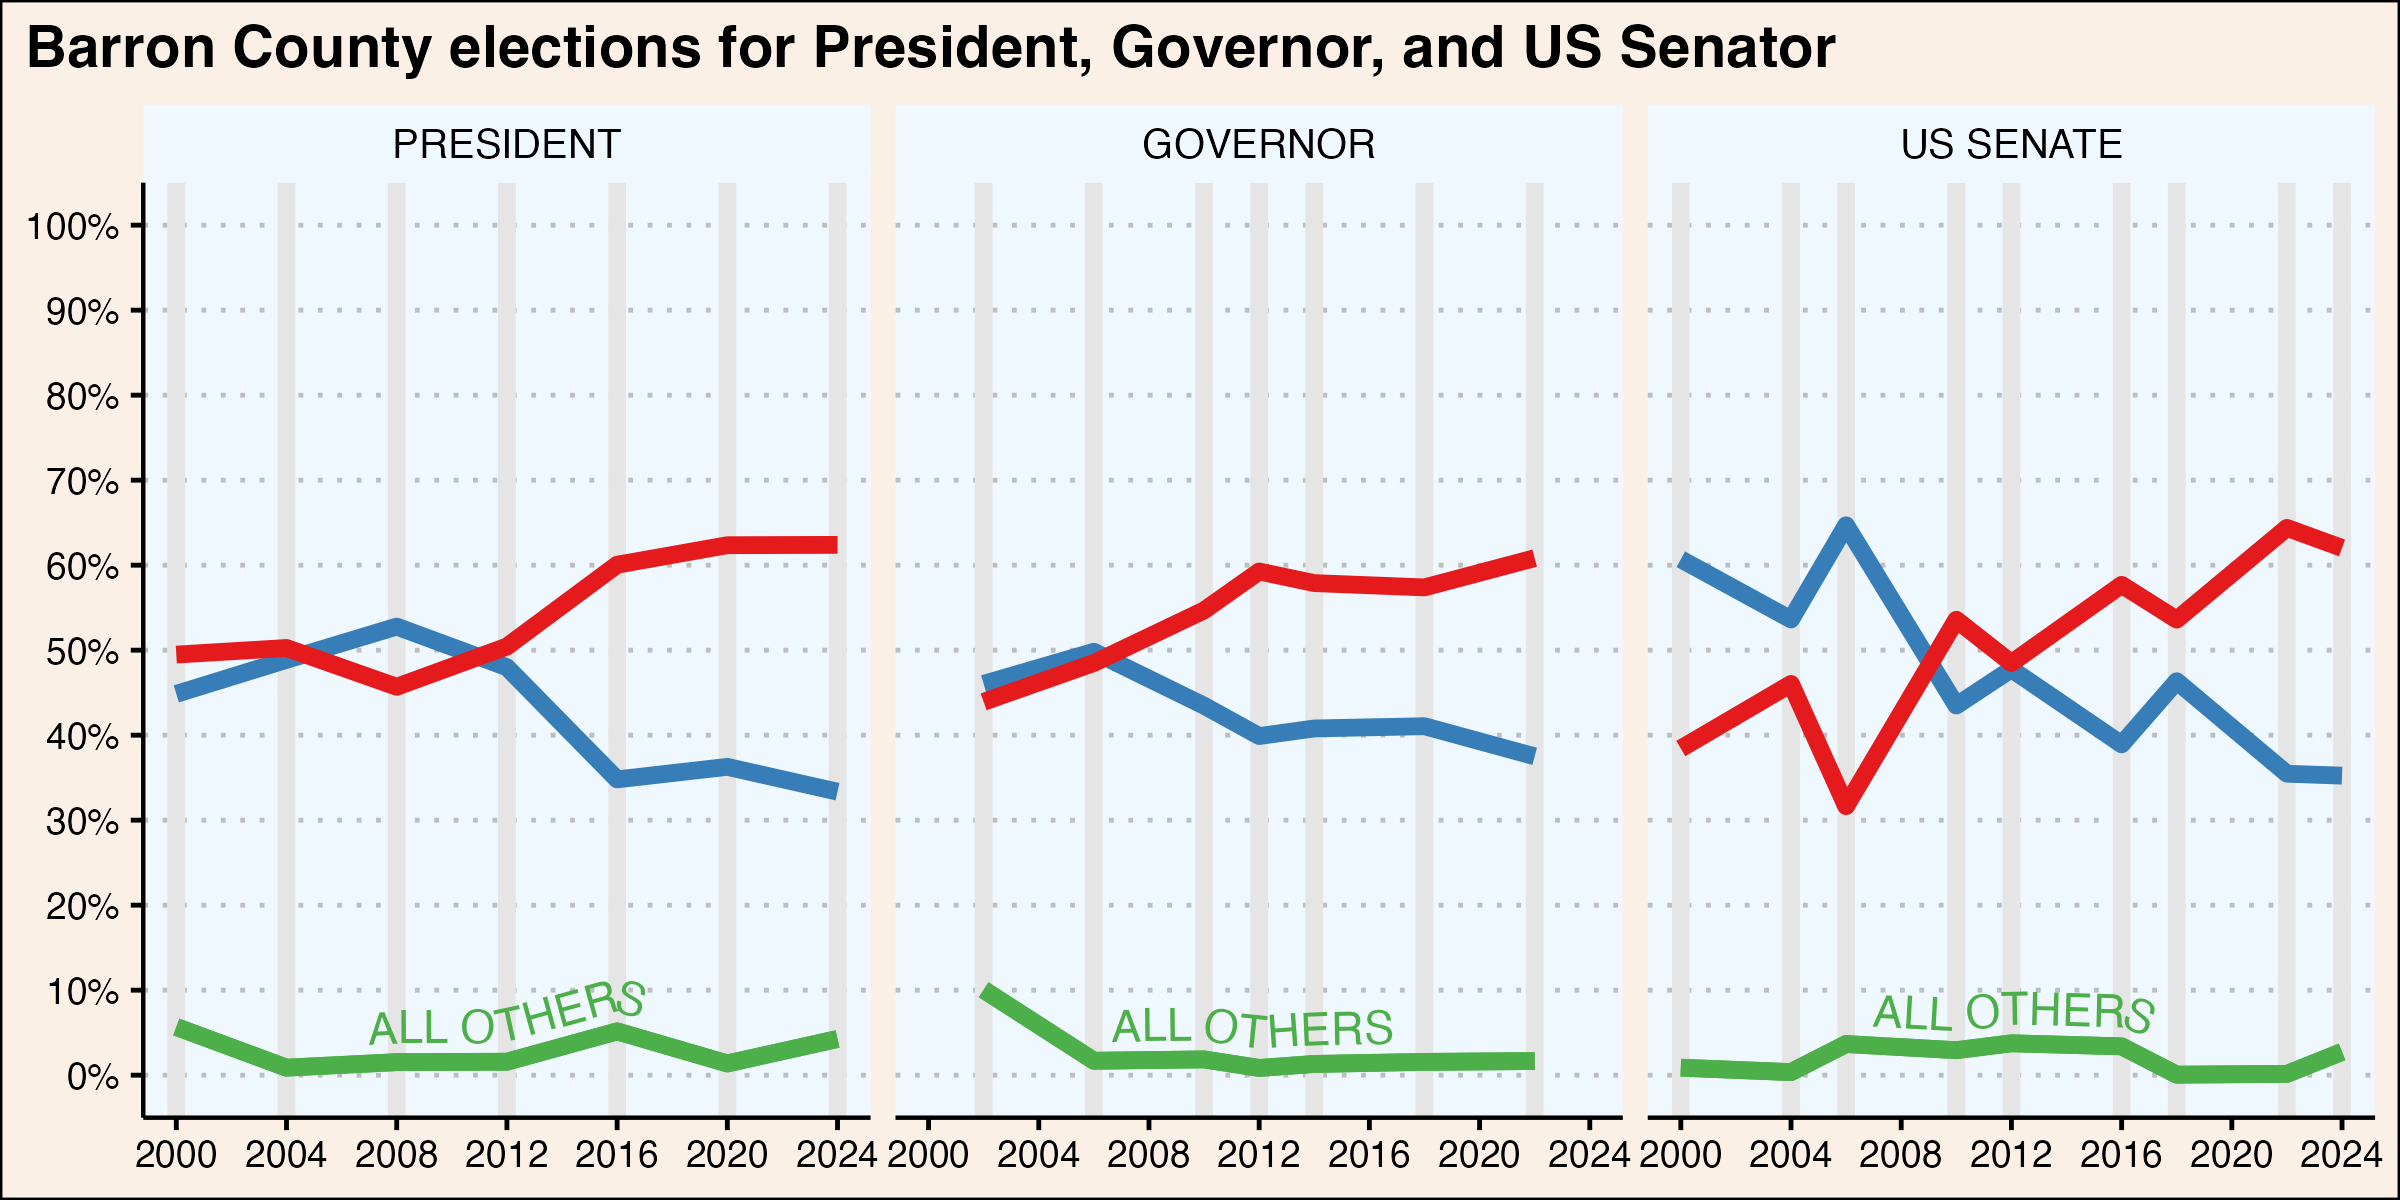 Barron County elections for President, Governor, and US Senator
PRESIDENT
GOVERNOR
US SENATE
100%
90%
80%
70%
60%
50%
40%
30%
20%
10%
0%
ALL OTHERS
ALL OTHERS
ALL OTHERS
2000 2004 2008 2012 2016 2020 2024
2000 2004 2008 2012 2016 2020 2024
2000 2004 2008 2012 2016 2020 2024